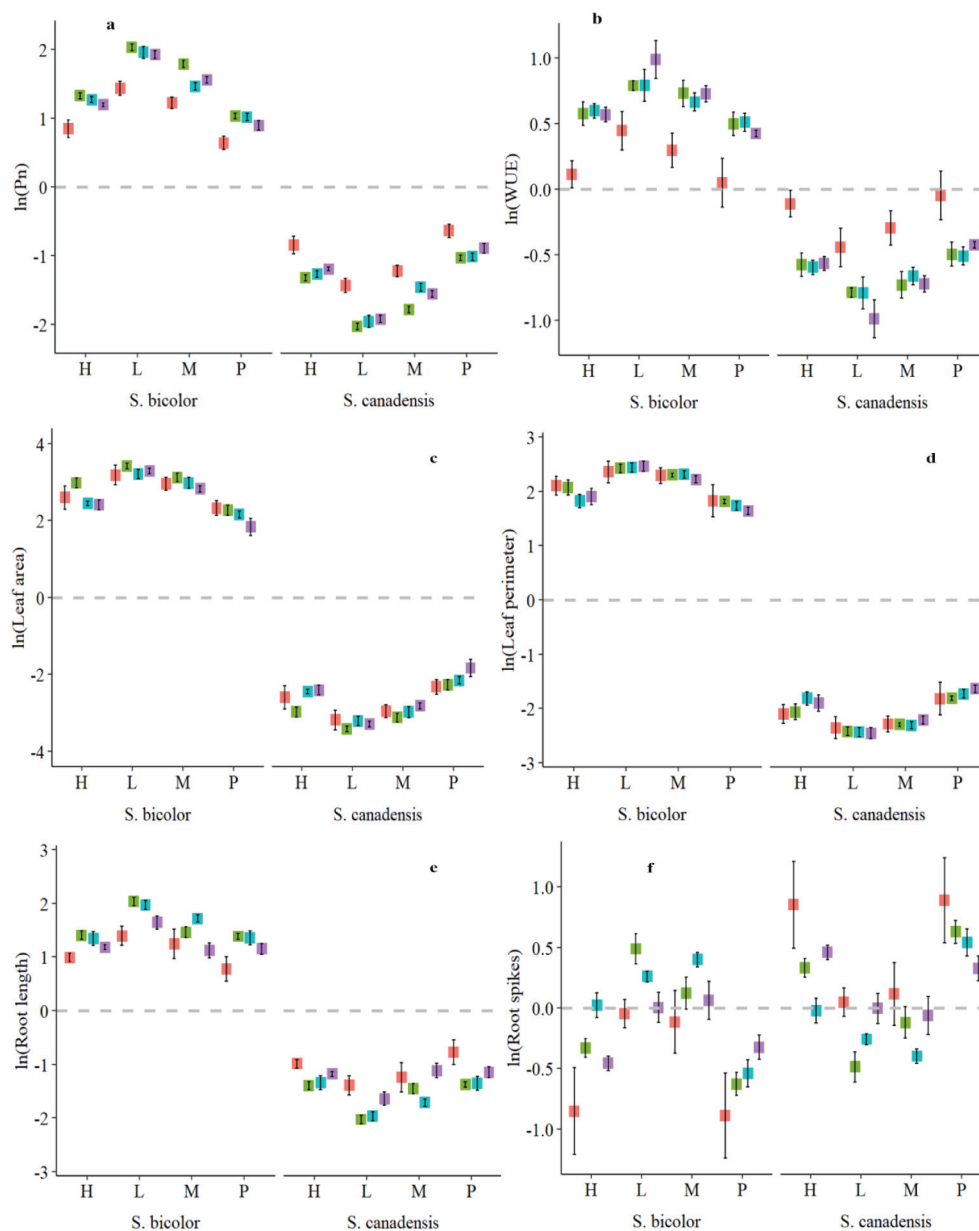 a
ln(Pn)
2
1
0
-1
-2
H L M P H L M P
S. bicolor S. canadensis
b
ln(WUE)
1.0
0.5
0.0
-0.5
-1.0
H L M P H L M P
S. bicolor S. canadensis
c
ln(Leaf area)
4
2
0
-2
-4
H L M P H L M P
S. bicolor S. canadensis
d
ln(Leaf perimeter)
3
2
1
0
-1
-2
-3
H L M P H L M P
S. bicolor S. canadensis
e
ln(Root length)
3
2
1
0
-1
-2
-3
H L M P H L M P
S. bicolor S. canadensis
f
ln(Root spikes)
1.0
0.5
0.0
-0.5
-1.0
H L M P H L M P
S. bicolor S. canadensis